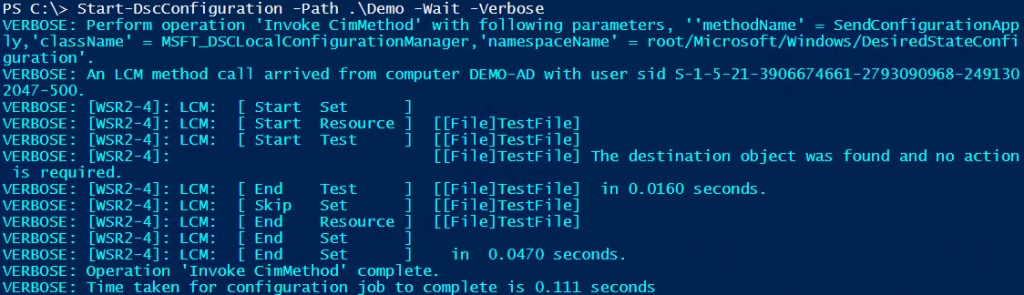 PS C:\> Start-DscConfiguration -Path .\Demo -Wait -Verbose
VERBOSE: Perform operation 'Invoke CimMethod' with following parameters, ''methodName' = SendConfigurationApp
ly,'className' = MSFT_DSCLocalConfigurationManager,'namespaceName' = root/Microsoft/Windows/DesiredStateConfi
guration'.
VERBOSE: An LCM method call arrived from computer DEMO-AD with user sid S-1-5-21-3906674661-2793090968-249130
2047-500.
VERBOSE: [WSR2-4]: LCM:  [ Start  Set      ]
VERBOSE: [WSR2-4]: LCM:  [ Start  Resource ]  [[File]TestFile]
VERBOSE: [WSR2-4]: LCM:  [ Start  Test     ]  [[File]TestFile]
VERBOSE: [WSR2-4]:                            [[File]TestFile] The destination object was found and no action
 is required.
VERBOSE: [WSR2-4]: LCM:  [ End    Test     ]  [[File]TestFile]  in 0.0160 seconds.
VERBOSE: [WSR2-4]: LCM:  [ Skip   Set      ]  [[File]TestFile]
VERBOSE: [WSR2-4]: LCM:  [ End    Resource ]  [[File]TestFile]
VERBOSE: [WSR2-4]: LCM:  [ End    Set      ]
VERBOSE: [WSR2-4]: LCM:  [ End    Set      ]    in  0.0470 seconds.
VERBOSE: Operation 'Invoke CimMethod' complete.
VERBOSE: Time taken for configuration job to complete is 0.111 seconds